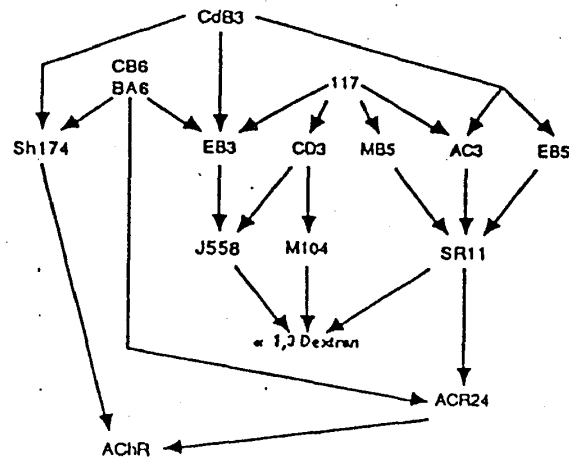 CdB3
CB6
BA6
117
Sh174
EB3
CD3
MB5
AC3
EB5
J558
M104
SR11
α 1,3 Dextran
ACR24
AChR